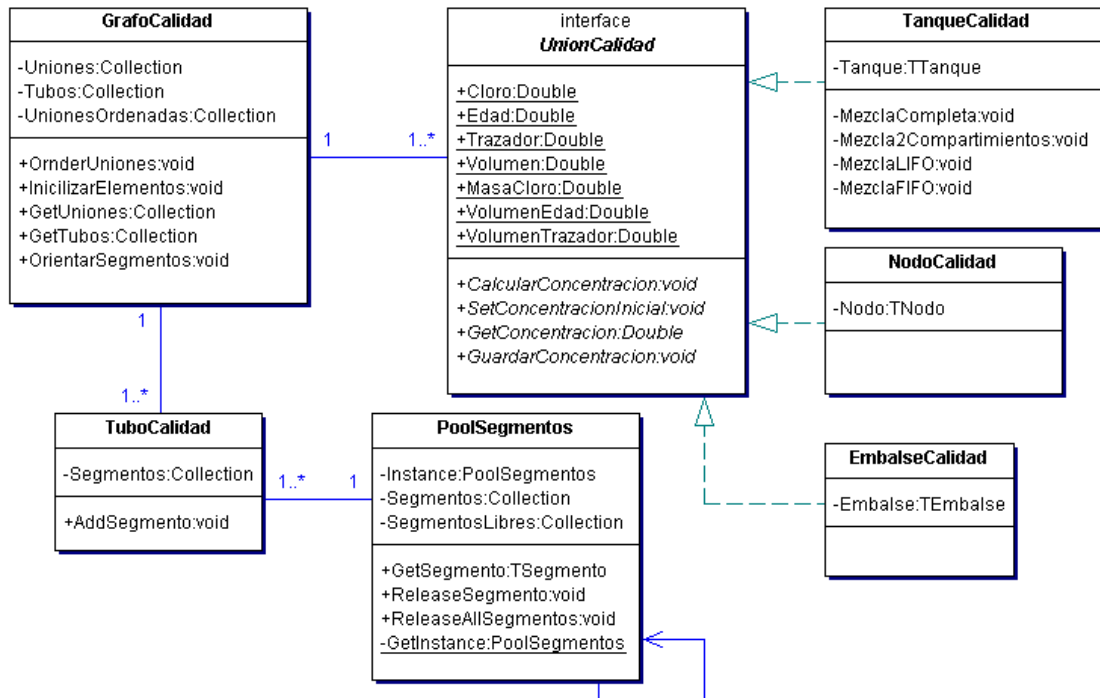 GrafoCalidad
-Uniones:Collection
-Tubos:Collection
-UnionesOrdenadas:Collection
+OrnderUniones:void
+InicilizarElementos:void
+GetUniones:Collection
+GetTubos:Collection
+OrientarSegmentos:void
1
1..*
interface
UnionCalidad
+Cloro:Double
+Edad:Double
+Trazador:Double
+Volumen:Double
+MasaCloro:Double
+VolumenEdad:Double
+VolumenTrazador:Double
+CalcularConcentracion:void
+SetConcentracionInicial:void
+GetConcentracion:Double
+GuardarConcentracion:void
TanqueCalidad
-Tanque:TTanque
-MezclaCompleta:void
-Mezcla2Compartimientos:void
-MezclaLIFO:void
-MezclaFIFO:void
NodoCalidad
-Nodo:TNodo
1
1..*
TuboCalidad
-Segmentos:Collection
+AddSegmento:void
1..*
1
PoolSegmentos
-Instance:PoolSegmentos
-Segmentos:Collection
-SegmentosLibres:Collection
+GetSegmento:TSegmento
+ReleaseSegmento:void
+ReleaseAllSegmentos:void
-GetInstance:PoolSegmentos
EmbalseCalidad
-Embalse:TEmbalse